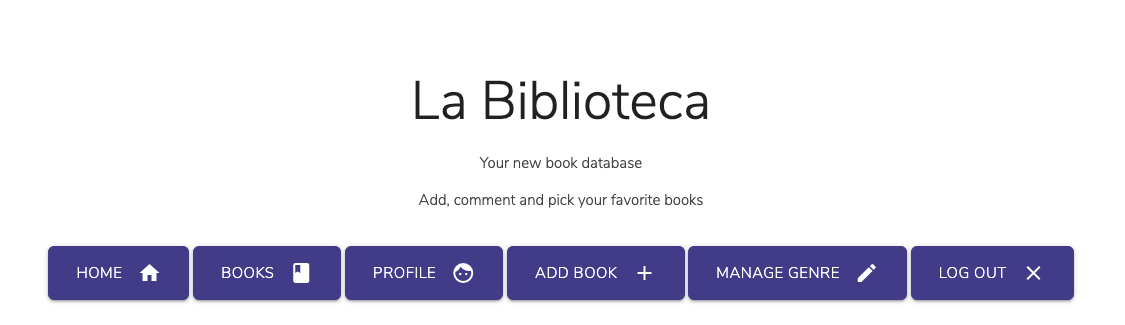 La Biblioteca
Your new book database
Add, comment and pick your favorite books
HOME BOOKS PROFILE ADD BOOK MANAGE GENRE LOG OUT